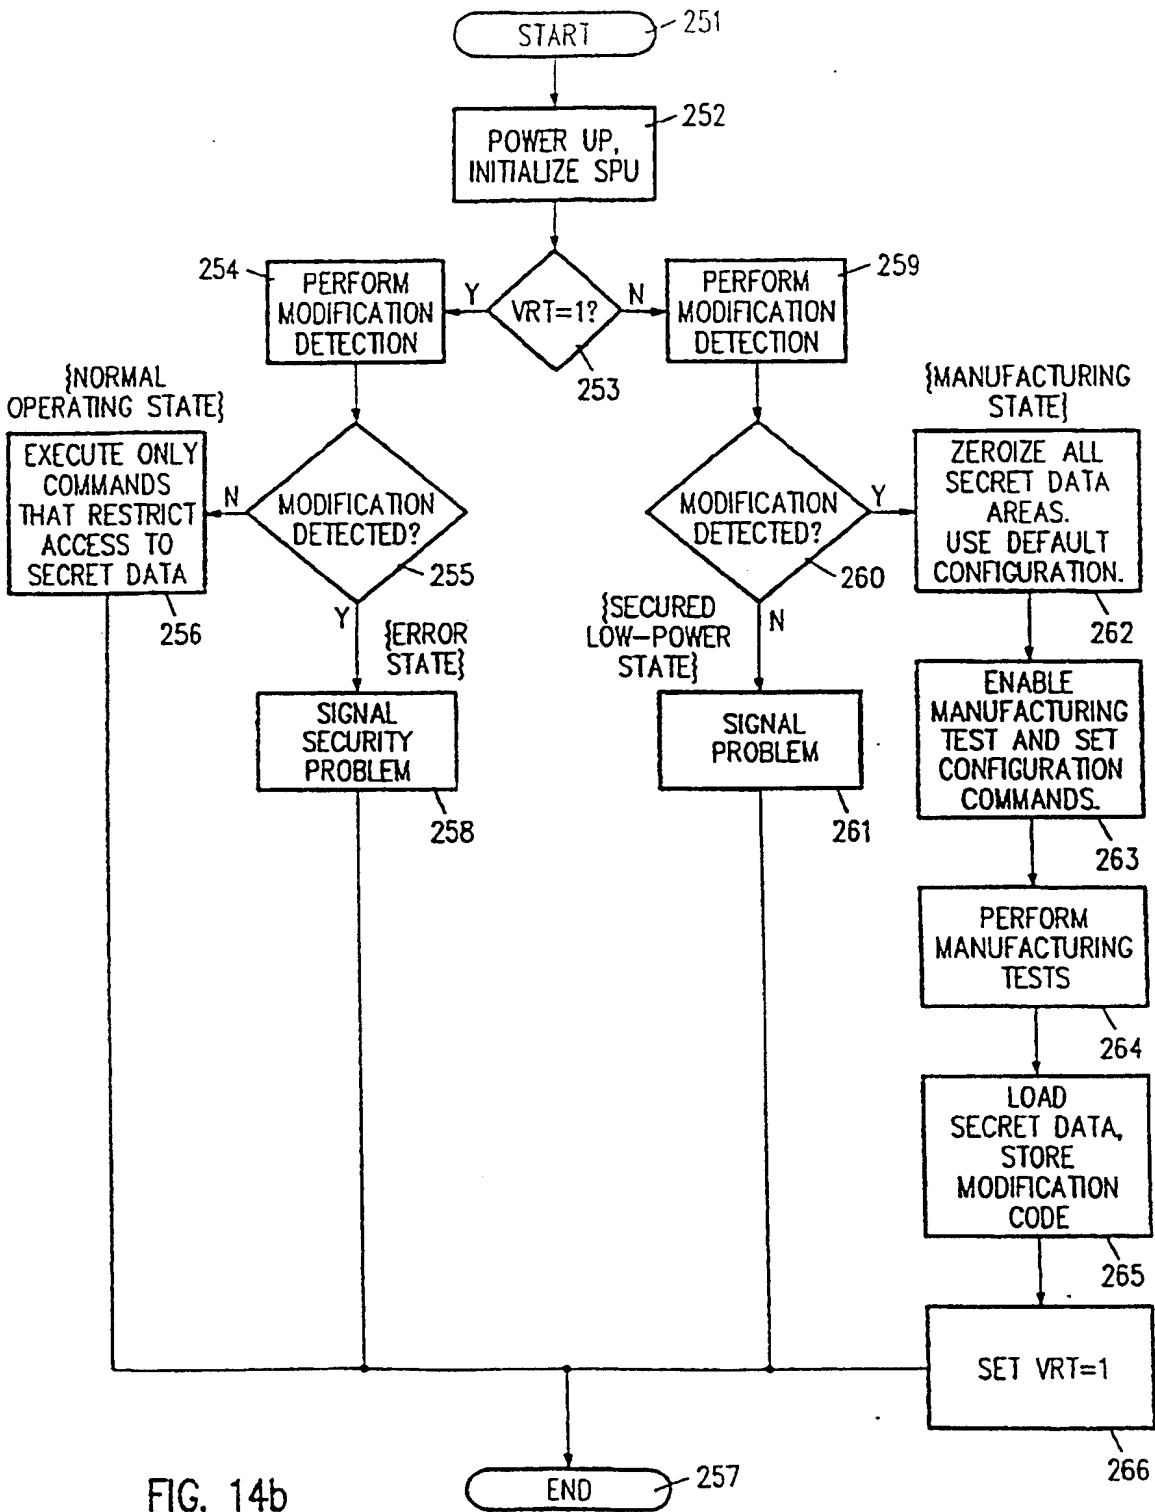 START
251
POWER UP,
INITIALIZE SPU
252
VRT=1?
253
Y
N
254
PERFORM
MODIFICATION
DETECTION
259
PERFORM
MODIFICATION
DETECTION
{NORMAL
OPERATING STATE}
EXECUTE ONLY
COMMANDS
THAT RESTRICT
ACCESS TO
SECRET DATA
256
N
MODIFICATION
DETECTED?
255
Y
{ERROR
STATE}
SIGNAL
SECURITY
PROBLEM
258
MODIFICATION
DETECTED?
260
Y
N
{SECURED
LOW-POWER
STATE}
SIGNAL
PROBLEM
261
{MANUFACTURING
STATE}
ZEROIZE ALL
SECRET DATA
AREAS.
USE DEFAULT
CONFIGURATION.
262
ENABLE
MANUFACTURING
TEST AND SET
CONFIGURATION
COMMANDS.
263
PERFORM
MANUFACTURING
TESTS
264
LOAD
SECRET DATA,
STORE
MODIFICATION
CODE
265
SET VRT=1
266
END
257
FIG. 14b